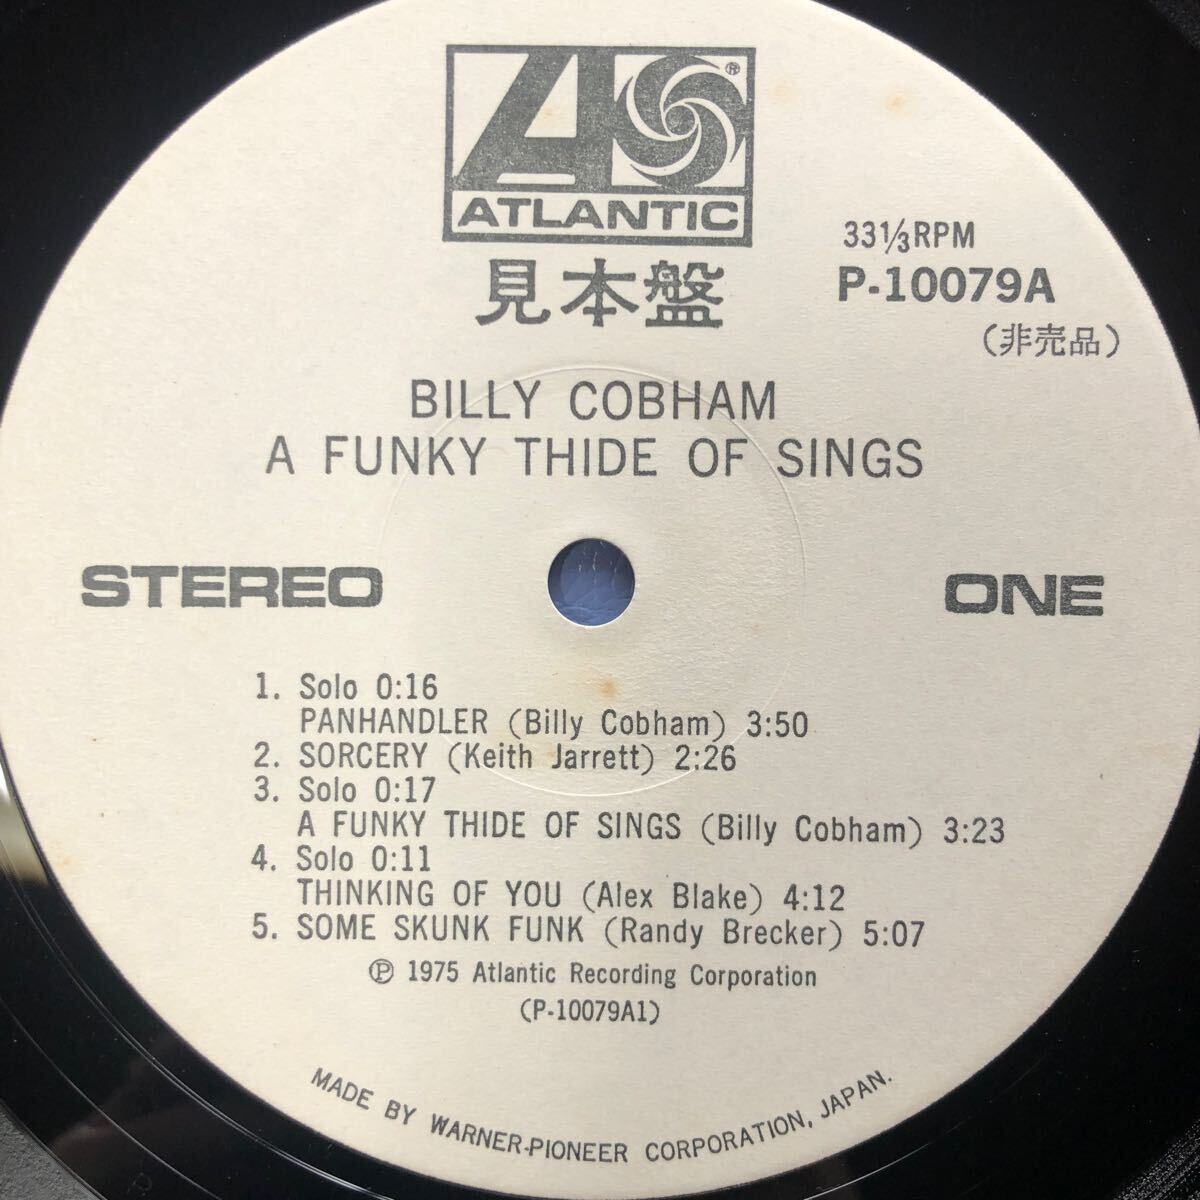 ®
ATLANTIC
33⅓RPM
見本盤
P-10079A
(非売品)
BILLY COBHAM
A FUNKY THIDE OF SINGS
STEREO
ONE
1. Solo 0:16
PANHANDLER (Billy Cobham) 3:50
2. SORCERY (Keith Jarrett) 2:26
3. Solo 0:17
A FUNKY THIDE OF SINGS (Billy Cobham) 3:23
4. Solo 0:11
THINKING OF YOU (Alex Blake) 4:12
5. SOME SKUNK FUNK (Randy Brecker) 5:07
℗ 1975 Atlantic Recording Corporation
(P-10079A1)
MADE BY WARNER-PIONEER CORPORATION, JAPAN.